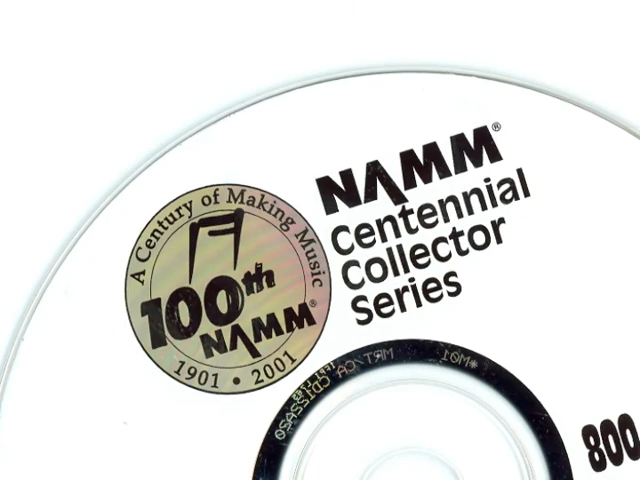 NAMM®
Centennial
Collector
Series
A Century of Making Music
100th
NAMM®
1901 • 2001
800